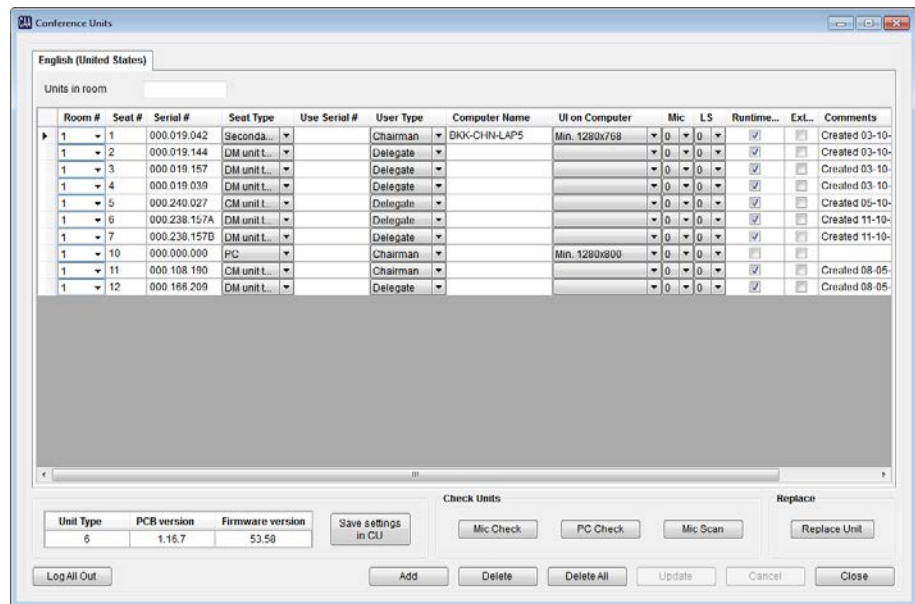 CAA Conference Units
English (United States)
Units in room
Room # Seat # Serial # Seat Type Use Serial # User Type Computer Name UI on Computer Mic LS Runtime... Ext... Comments
1 1 000.019.042 Seconda... Chairman BKK-CHN-LAP5 Min. 1280x768 0 0 Created 03-10-
1 2 000.019.144 DM unit t... Delegate 0 0 Created 03-10-
1 3 000.019.157 DM unit t... Delegate 0 0 Created 03-10-
1 4 000.019.039 DM unit t... Delegate 0 0 Created 03-10-
1 5 000.240.027 CM unit t... Delegate 0 0 Created 05-10-
1 6 000.238.157A DM unit t... Delegate 0 0 Created 11-10-
1 7 000.238.157B DM unit t... Delegate 0 0 Created 11-10-
1 10 000.000.000 PC Chairman Min. 1280x800 0 0
1 11 000.108.190 CM unit t... Chairman 0 0 Created 08-05-
1 12 000.166.209 DM unit t... Delegate 0 0 Created 08-05-
Check Units Replace
Unit Type PCB version Firmware version
6 1.16.7 53.58
Save settings
in CU
Mic Check PC Check Mic Scan Replace Unit
Log All Out Add Delete Delete All Update Cancel Close